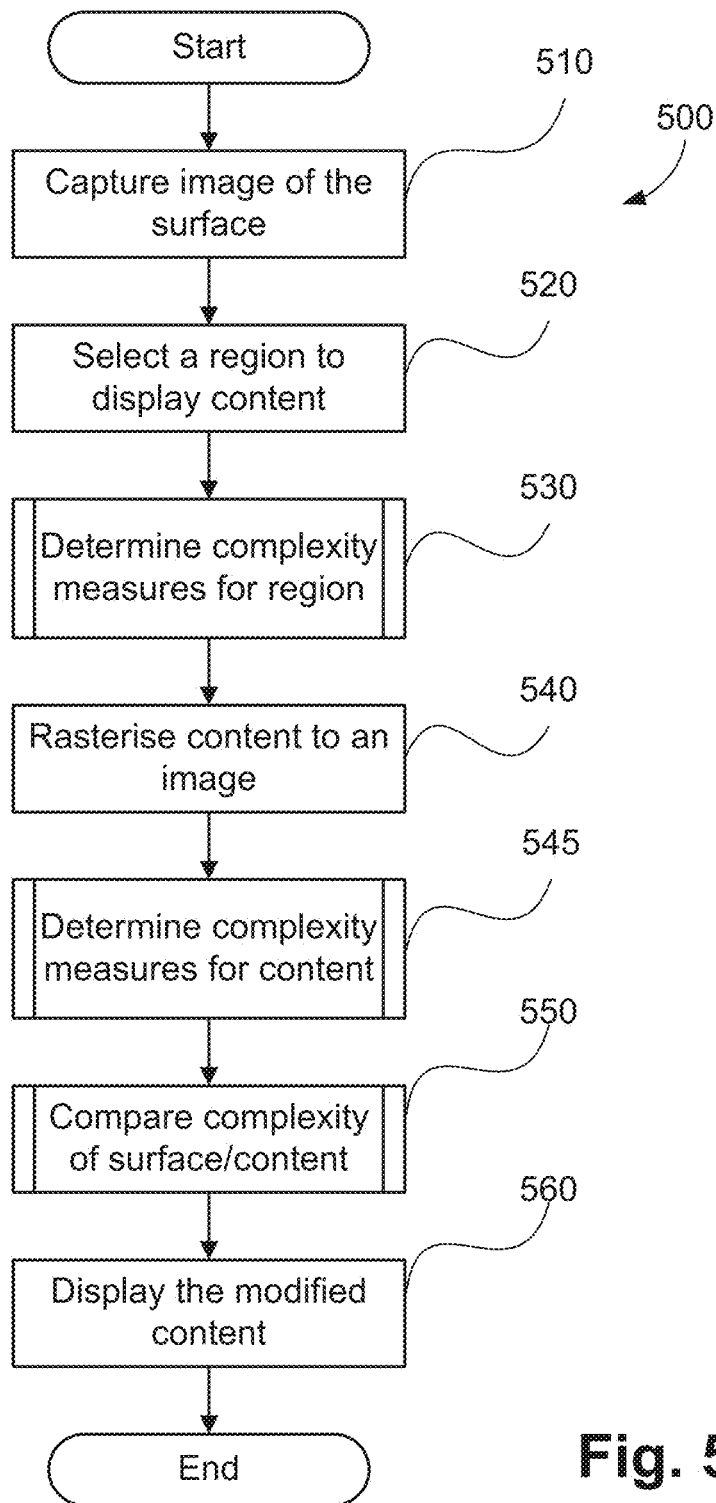 Start
510
500
Capture image of the
surface
520
Select a region to
display content
530
Determine complexity
measures for region
540
Rasterise content to an
image
545
Determine complexity
measures for content
550
Compare complexity
of surface/content
560
Display the modified
content
End
Fig. 5